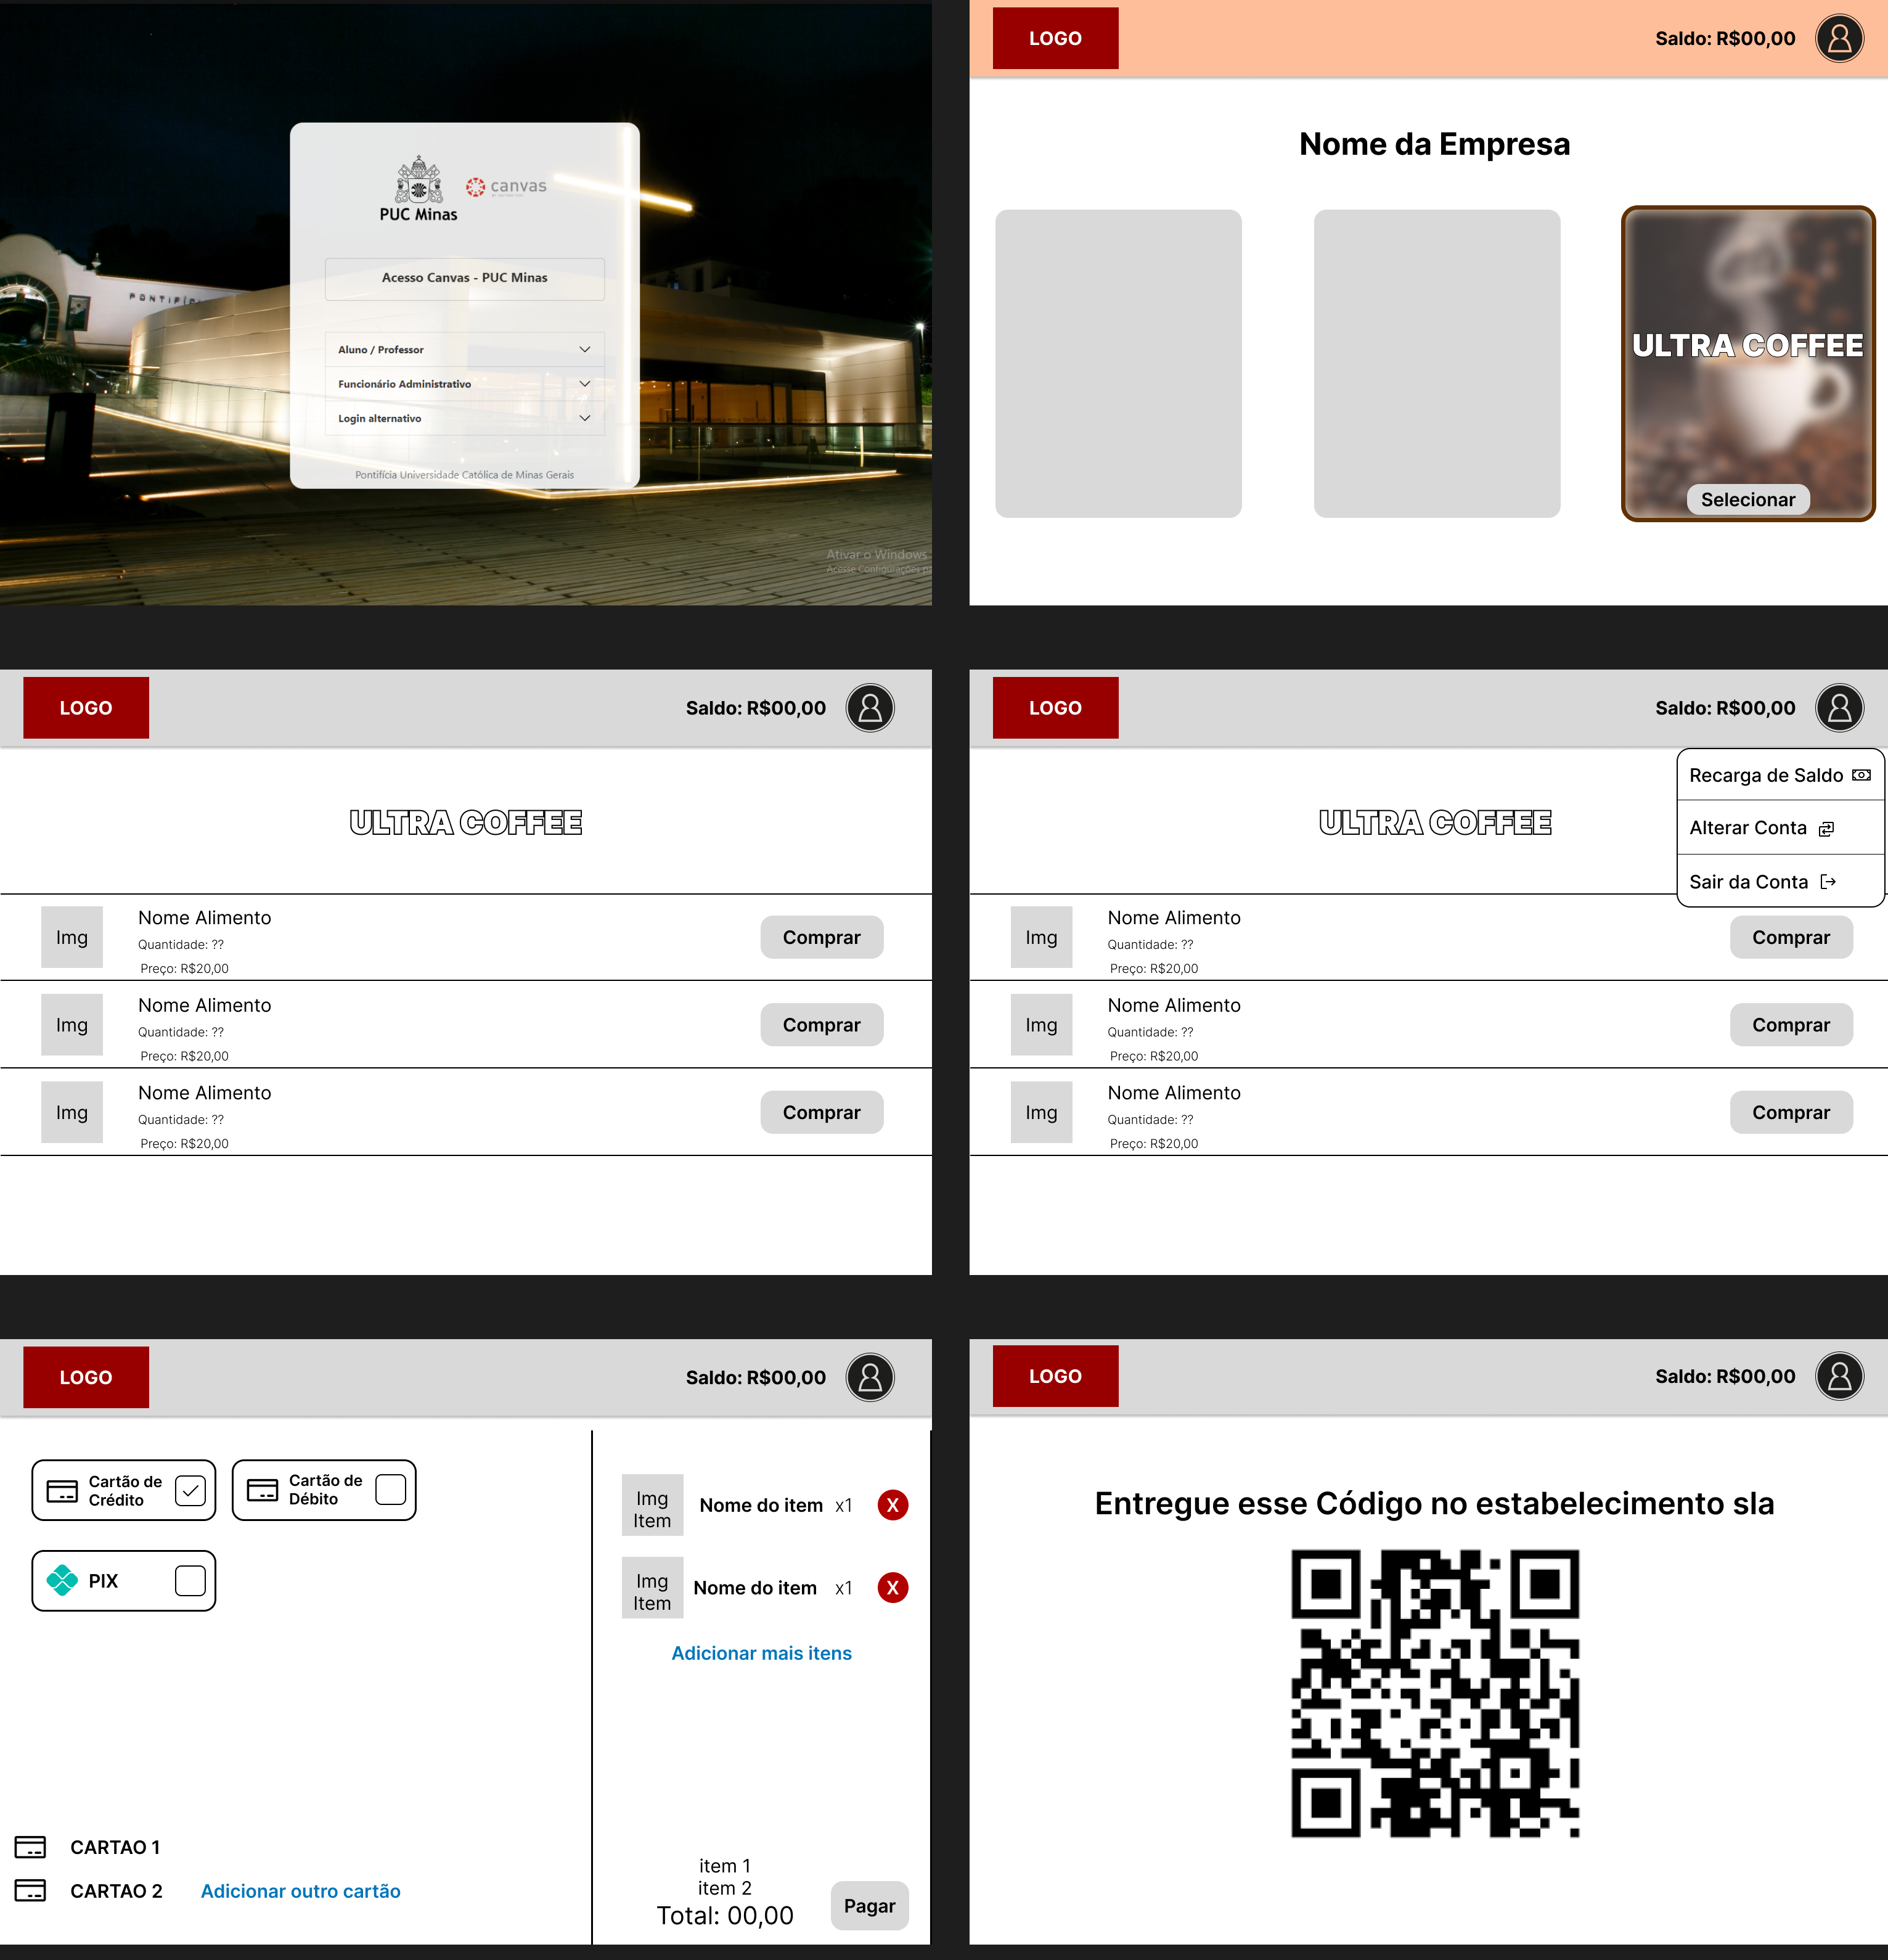 PUC Minas
canvas
Acesso Canvas - PUC Minas
Aluno / Professor
Funcionário Administrativo
Login alternativo
Pontifícia Universidade Católica de Minas Gerais
Ativar o Windows
LOGO
Saldo: R$00,00
Nome da Empresa
ULTRA COFFEE
Selecionar
LOGO
Saldo: R$00,00
ULTRA COFFEE
Img
Nome Alimento
Quantidade: ??
Preço: R$20,00
Comprar
Img
Nome Alimento
Quantidade: ??
Preço: R$20,00
Comprar
Img
Nome Alimento
Quantidade: ??
Preço: R$20,00
Comprar
LOGO
Saldo: R$00,00
Recarga de Saldo
Alterar Conta
Sair da Conta
ULTRA COFFEE
Img
Nome Alimento
Quantidade: ??
Preço: R$20,00
Comprar
Img
Nome Alimento
Quantidade: ??
Preço: R$20,00
Comprar
Img
Nome Alimento
Quantidade: ??
Preço: R$20,00
Comprar
LOGO
Saldo: R$00,00
Cartão de
Crédito
Cartão de
Débito
PIX
CARTAO 1
CARTAO 2
Adicionar outro cartão
Img
Item
Nome do item x1 X
Img
Item
Nome do item x1 X
Adicionar mais itens
item 1
item 2
Total: 00,00
Pagar
LOGO
Saldo: R$00,00
Entregue esse Código no estabelecimento sla